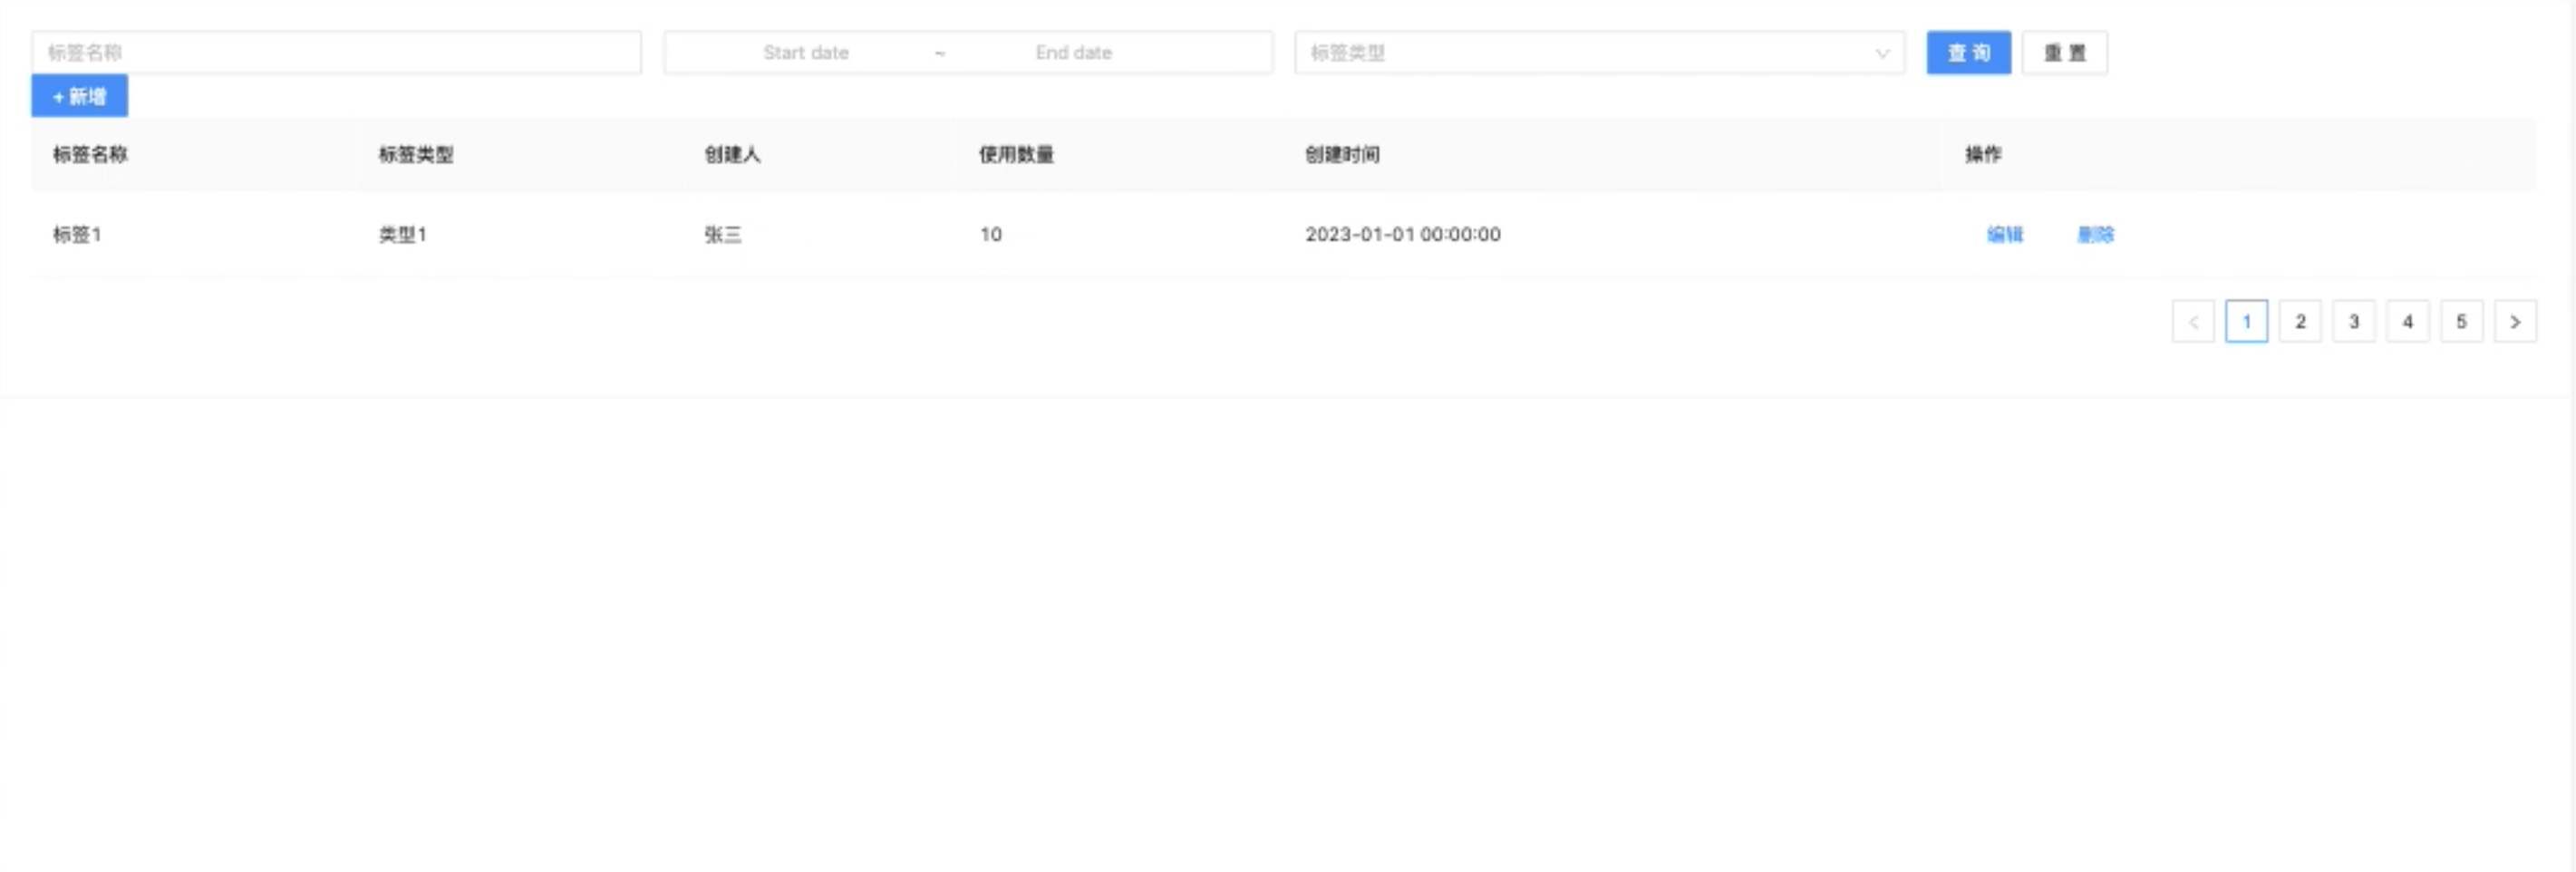 标签名称 Start date ~ End date 标签类型 查询 重置
+ 新增
标签名称 标签类型 创建人 使用数量 创建时间 操作
标签1 类型1 张三 10 2023-01-01 00:00:00 编辑 删除
< 1 2 3 4 5 >